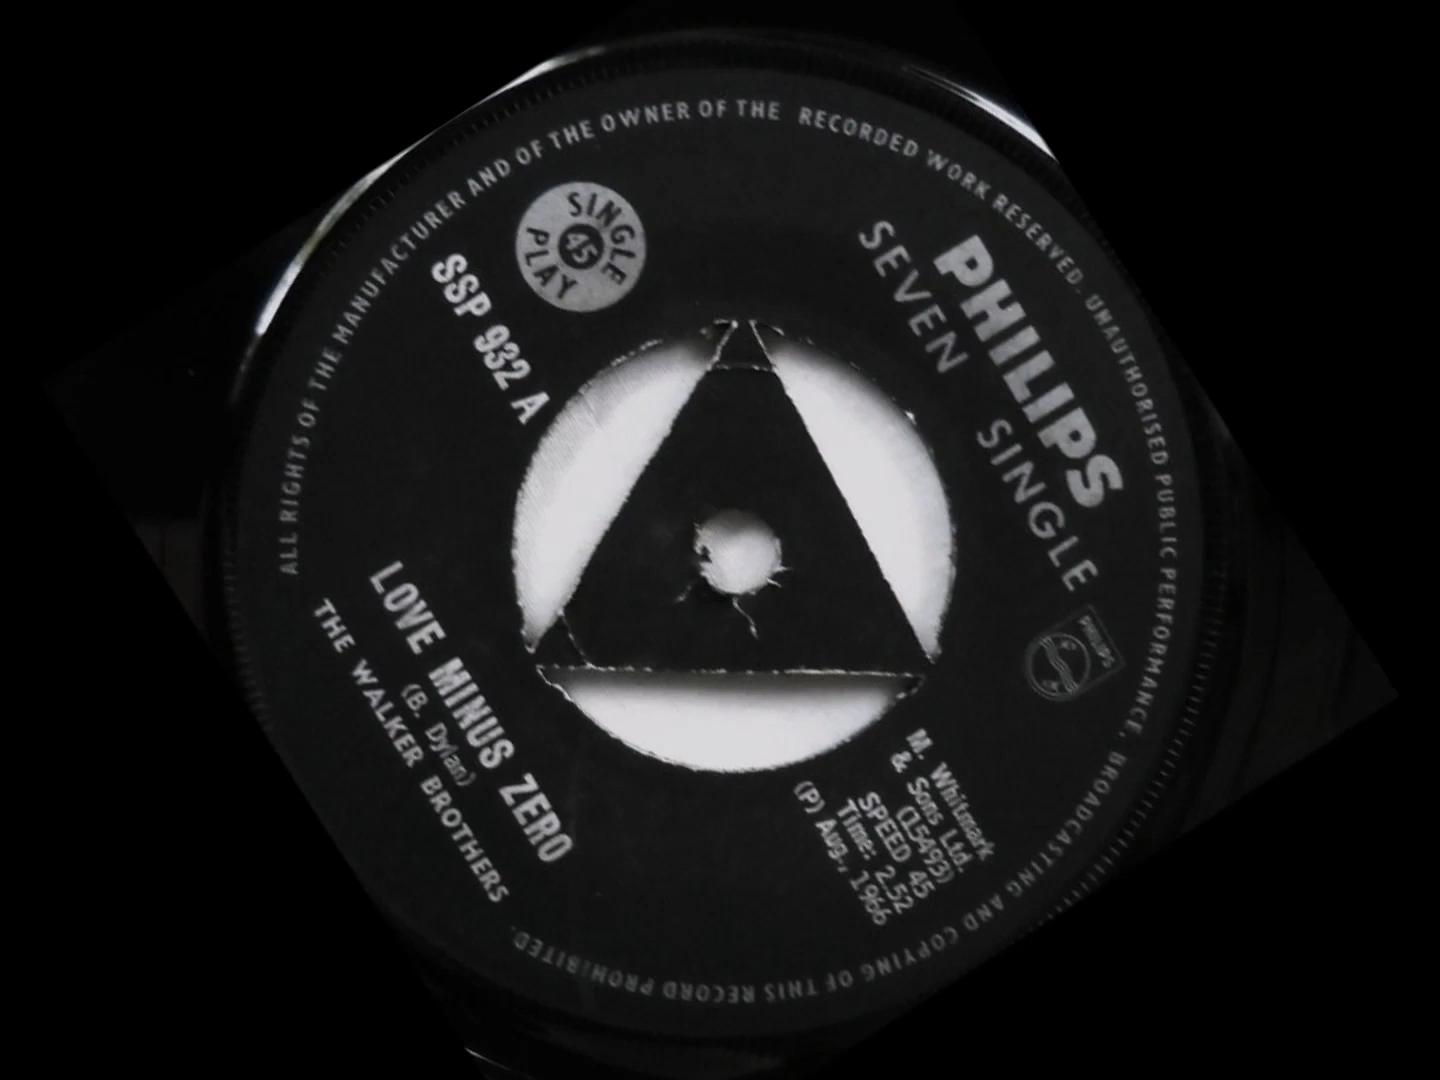 ALL RIGHTS OF THE MANUFACTURER AND OF THE OWNER OF THE RECORDED WORK RESERVED. UNAUTHORISED PUBLIC PERFORMANCE, BROADCASTING AND COPYING OF THIS RECORD PROHIBITED.
PHILIPS
SEVEN SINGLE
PHILIPS
SINGLE
45
PLAY
SSP 932 A
M. Whitmark
& Sons Ltd.
(15493)
SPEED 45
Time: 2.52
(P) Aug., 1966
LOVE MINUS ZERO
(B. Dylan)
THE WALKER BROTHERS